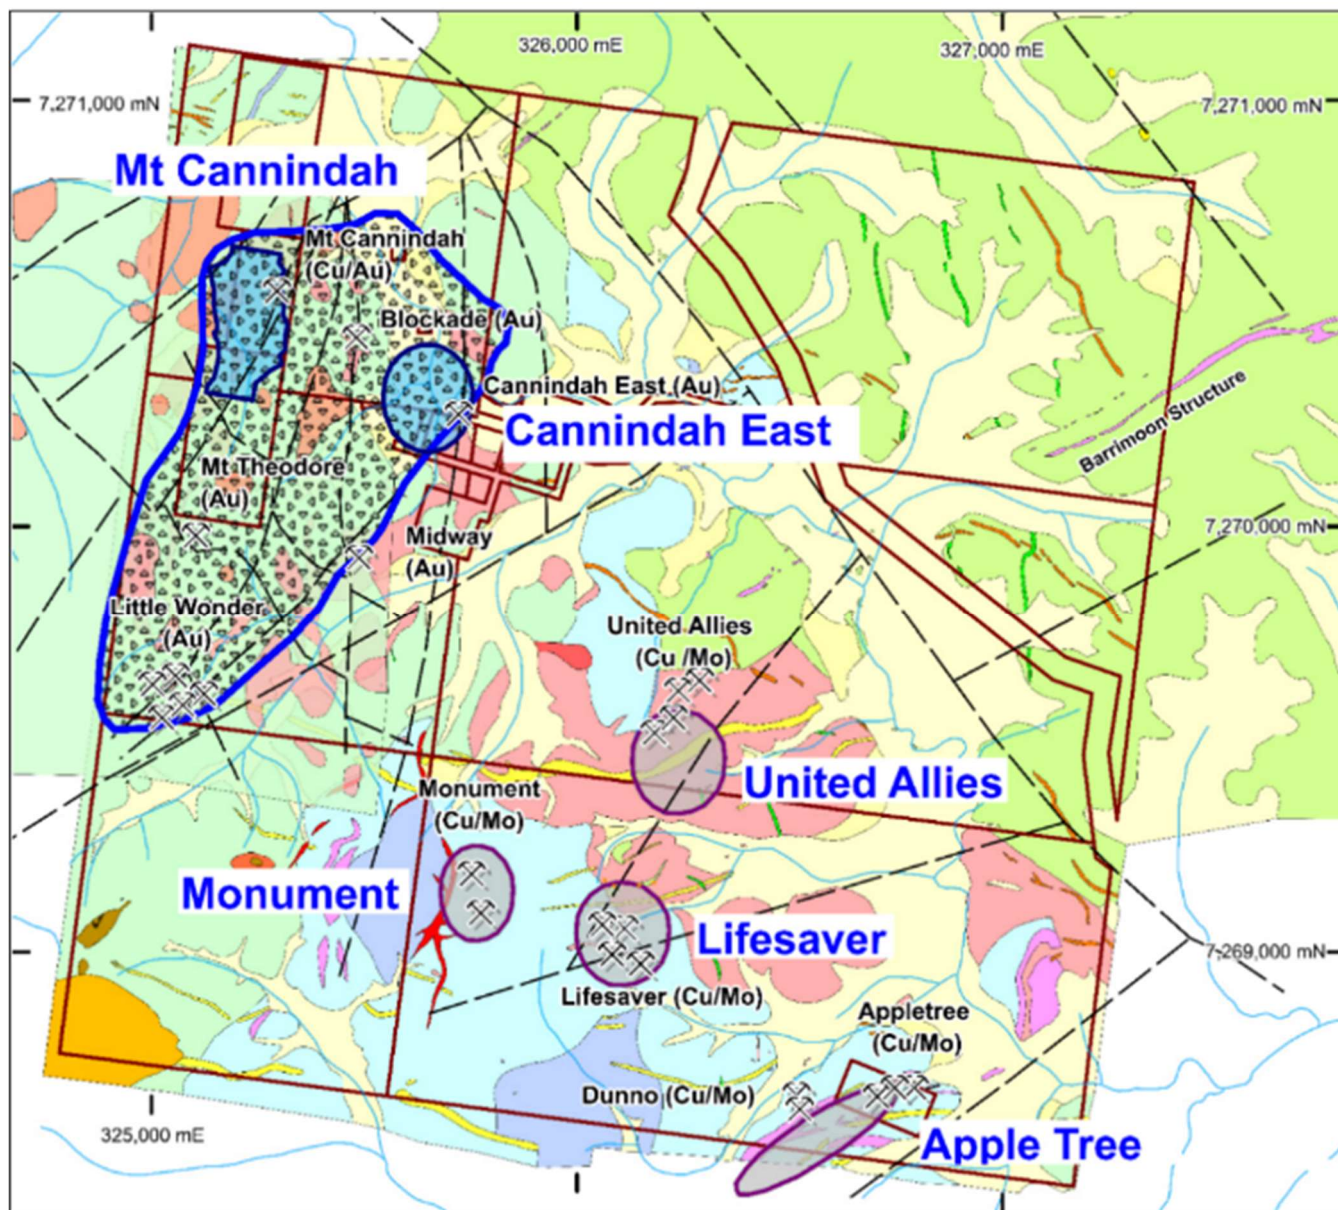 326,000 mE
327,000 mE
7,271,000 mN
7,271,000 mN
Mt Cannindah
Mt Cannindah
(Cu/Au)
Blockade (Au)
Cannindah East (Au)
Cannindah East
Barrimoon Structure
Mt Theodore
(Au)
Midway
(Au)
7,270,000 mN
Little Wonder
(Au)
United Allies
(Cu /Mo)
United Allies
Monument
(Cu/Mo)
Monument
Lifesaver
7,269,000 mN
Lifesaver (Cu/Mo)
Appletree
(Cu/Mo)
Dunno (Cu/Mo)
325,000 mE
Apple Tree